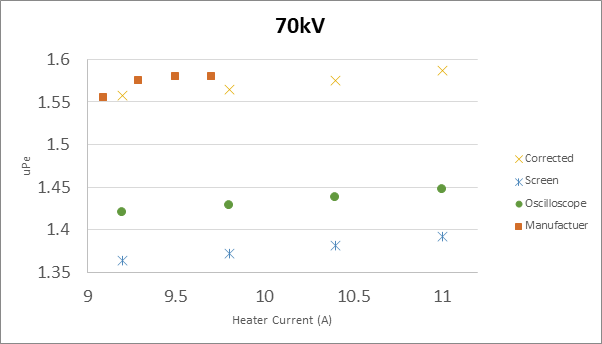 70kV
1.6
1.55
1.5
1.45
1.4
1.35
uPe
9
9.5
10
10.5
11
Heater Current (A)
Corrected
Screen
Oscilloscope
Manufactuer